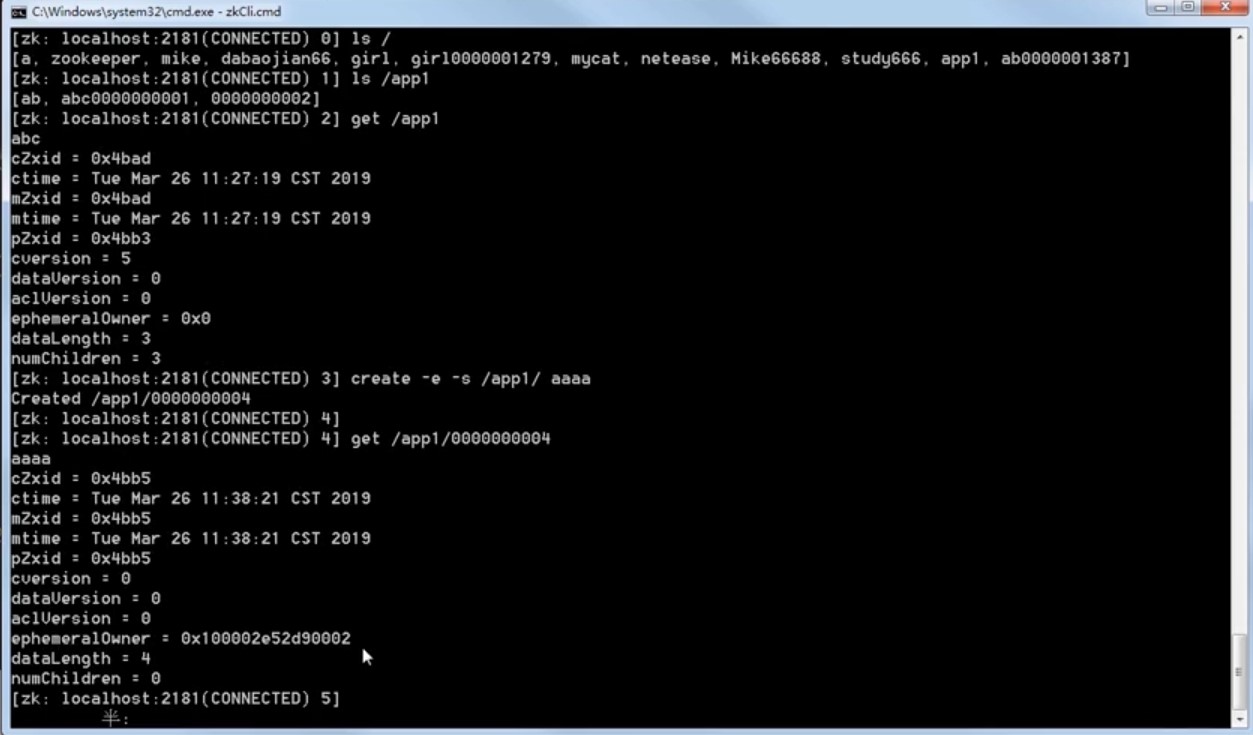 C:\Windows\system32\cmd.exe - zkCli.cmd
[zk: localhost:2181(CONNECTED) 0] ls /
[a, zookeeper, mike, dabaojian66, girl, girl0000001279, mycat, netease, Mike66688, study666, app1, ab0000001387]
[zk: localhost:2181(CONNECTED) 1] ls /app1
[ab, abc0000000001, 0000000002]
[zk: localhost:2181(CONNECTED) 2] get /app1
abc
cZxid = 0x4bad
ctime = Tue Mar 26 11:27:19 CST 2019
mZxid = 0x4bad
mtime = Tue Mar 26 11:27:19 CST 2019
pZxid = 0x4bb3
cversion = 5
dataVersion = 0
aclVersion = 0
ephemeralOwner = 0x0
dataLength = 3
numChildren = 3
[zk: localhost:2181(CONNECTED) 3] create -e -s /app1/ aaaa
Created /app1/0000000004
[zk: localhost:2181(CONNECTED) 4]
[zk: localhost:2181(CONNECTED) 4] get /app1/0000000004
aaaa
cZxid = 0x4bb5
ctime = Tue Mar 26 11:38:21 CST 2019
mZxid = 0x4bb5
mtime = Tue Mar 26 11:38:21 CST 2019
pZxid = 0x4bb5
cversion = 0
dataVersion = 0
aclVersion = 0
ephemeralOwner = 0x100002e52d90002
dataLength = 4
numChildren = 0
[zk: localhost:2181(CONNECTED) 5]
半: